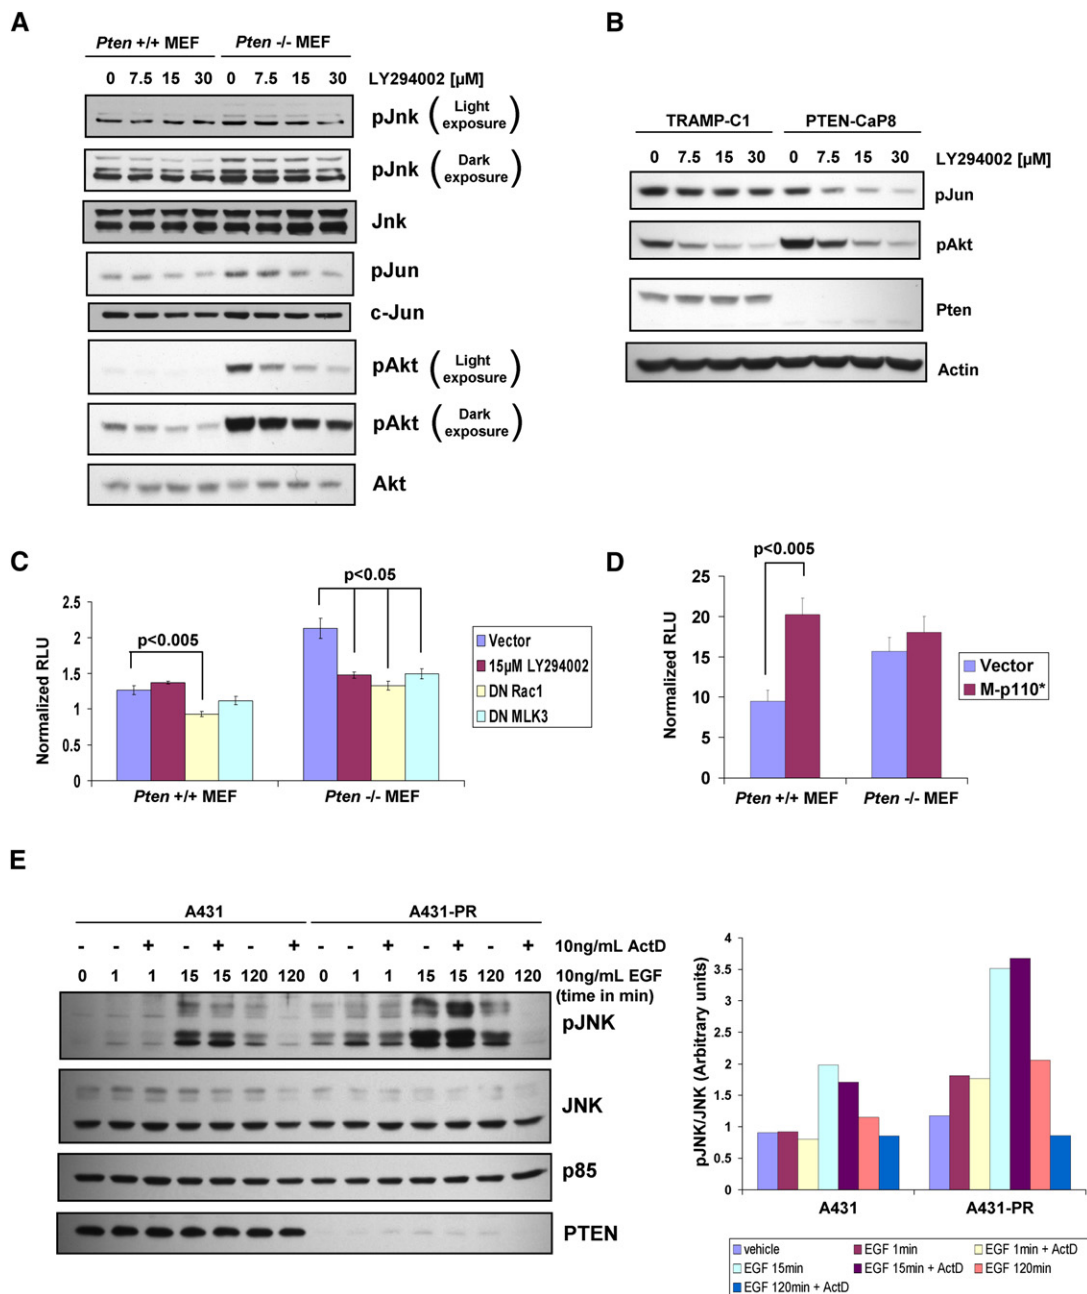 A
Pten +/+ MEF Pten -/- MEF
0 7.5 15 30 0 7.5 15 30 LY294002 [µM]
pJnk (Light exposure)
pJnk (Dark exposure)
Jnk
pJun
c-Jun
pAkt (Light exposure)
pAkt (Dark exposure)
Akt
B
TRAMP-C1 PTEN-CaP8
0 7.5 15 30 0 7.5 15 30 LY294002 [µM]
pJun
pAkt
Pten
Actin
C
p<0.05
p<0.005
Normalized RLU
2.5
2
1.5
1
0.5
0
Pten +/+ MEF Pten -/- MEF
Vector
15µM LY294002
DN Rac1
DN MLK3
D
p<0.005
Normalized RLU
25
20
15
10
5
0
Pten +/+ MEF Pten -/- MEF
Vector
M-p110*
E
A431 A431-PR
- - + - + - + - - + - + - + 10ng/mL ActD
0 1 1 15 15 120 120 0 1 1 15 15 120 120 10ng/mL EGF
(time in min)
pJNK
JNK
p85
PTEN
pJNK/JNK (Arbitrary units)
4
3.5
3
2.5
2
1.5
1
0.5
0
A431 A431-PR
vehicle EGF 1min EGF 1min + ActD
EGF 15min EGF 15min + ActD EGF 120min
EGF 120min + ActD